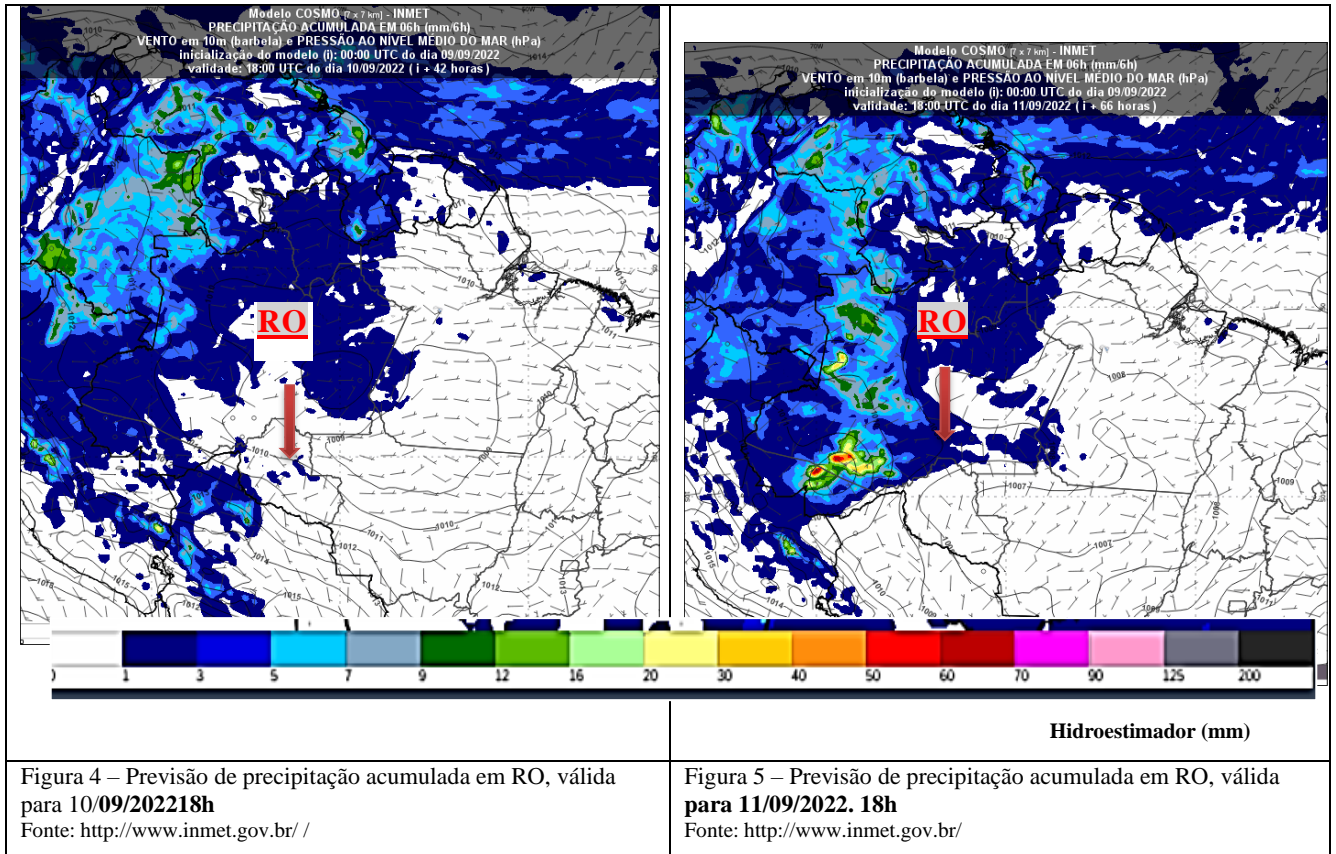 Modelo COSMO [7 x 7 km] - INMET
PRECIPITAÇÃO ACUMULADA EM 06h (mm/6h)
VENTO em 10m (barbela) e PRESSÃO AO NÍVEL MÉDIO DO MAR (hPa)
inicialização do modelo (i): 00:00 UTC do dia 09/09/2022
validade: 18:00 UTC do dia 10/09/2022 ( i + 42 horas )
RO
Modelo COSMO [7 x 7 km] - INMET
PRECIPITAÇÃO ACUMULADA EM 06h (mm/6h)
VENTO em 10m (barbela) e PRESSÃO AO NÍVEL MÉDIO DO MAR (hPa)
inicialização do modelo (i): 00:00 UTC do dia 09/09/2022
validade: 18:00 UTC do dia 11/09/2022 ( i + 66 horas )
RO
1 3 5 7 9 12 16 20 30 40 50 60 70 90 125 200
Hidroestimador (mm)
Figura 4 – Previsão de precipitação acumulada em RO, válida
para 10/09/202218h
Fonte: http://www.inmet.gov.br/ /
Figura 5 – Previsão de precipitação acumulada em RO, válida
para 11/09/2022. 18h
Fonte: http://www.inmet.gov.br/